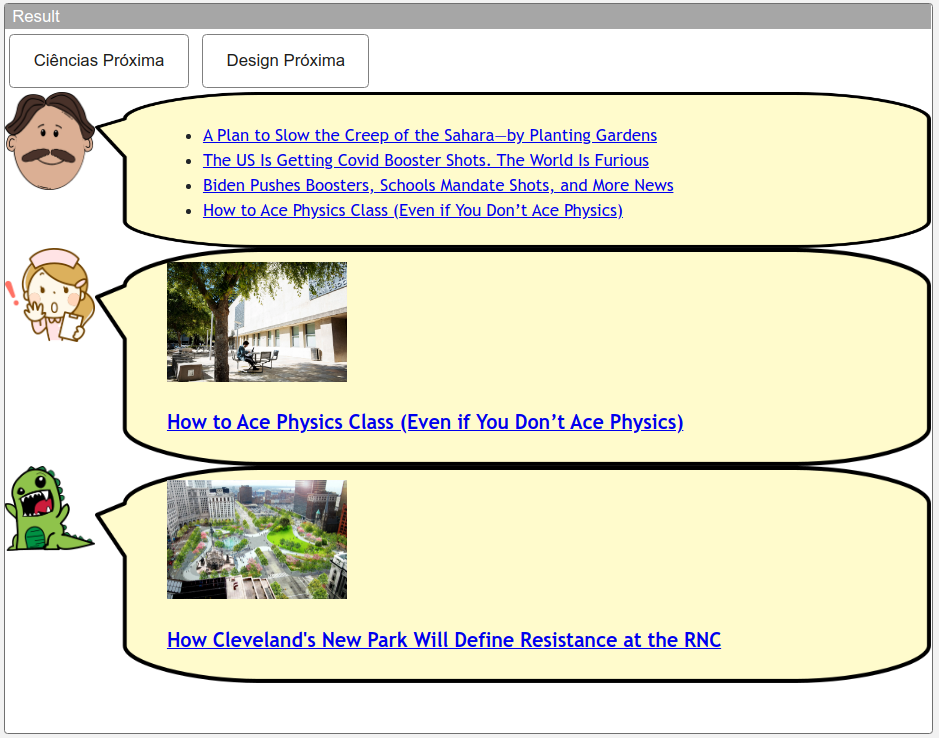 Result
Ciências Próxima
Design Próxima
A Plan to Slow the Creep of the Sahara—by Planting Gardens
The US Is Getting Covid Booster Shots. The World Is Furious
Biden Pushes Boosters, Schools Mandate Shots, and More News
How to Ace Physics Class (Even if You Don’t Ace Physics)
How to Ace Physics Class (Even if You Don’t Ace Physics)
How Cleveland's New Park Will Define Resistance at the RNC